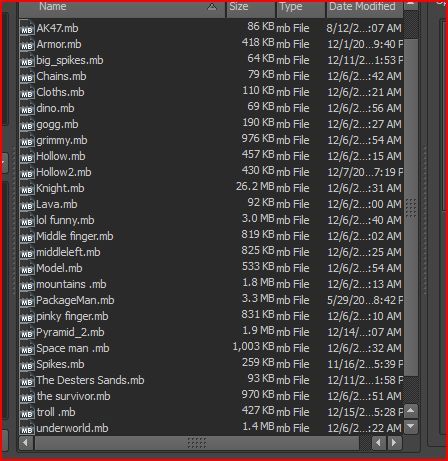 Name Size Type Date Modified
AK47.mb 86 KB mb File 8/12/2...:07 AM
Armor.mb 418 KB mb File 12/1/20...9:40 P
big_spikes.mb 64 KB mb File 12/11/2...1:53 P
Chains.mb 79 KB mb File 12/6/2...:42 AM
Cloths.mb 110 KB mb File 12/6/2...:21 AM
dino.mb 69 KB mb File 12/6/2...:56 AM
gogg.mb 190 KB mb File 12/6/2...:27 AM
grimmy.mb 976 KB mb File 12/6/2...:54 AM
Hollow.mb 457 KB mb File 12/6/2...:15 AM
Hollow2.mb 430 KB mb File 12/7/20...7:19 P
Knight.mb 26.2 MB mb File 12/6/2...:31 AM
Lava.mb 92 KB mb File 12/6/2...:00 AM
lol funny.mb 3.0 MB mb File 12/6/2...:40 AM
Middle finger.mb 819 KB mb File 12/6/2...:02 AM
middleleft.mb 825 KB mb File 12/6/2...:25 AM
Model.mb 533 KB mb File 12/6/2...:54 AM
mountains .mb 1.8 MB mb File 12/6/2...:13 AM
PackageMan.mb 3.3 MB mb File 5/29/20...8:42 P
pinky finger.mb 831 KB mb File 12/6/2...:10 AM
Pyramid_2.mb 1.9 MB mb File 12/14/...:07 AM
Space man .mb 1,003 KB mb File 12/6/2...:32 AM
Spikes.mb 259 KB mb File 11/16/2...5:39 P
The Desters Sands.mb 93 KB mb File 12/11/2...1:58 P
the survivor.mb 970 KB mb File 12/6/2...:51 AM
troll .mb 427 KB mb File 12/15/2...5:28 P
underworld.mb 1.4 MB mb File 12/6/2...:22 AM